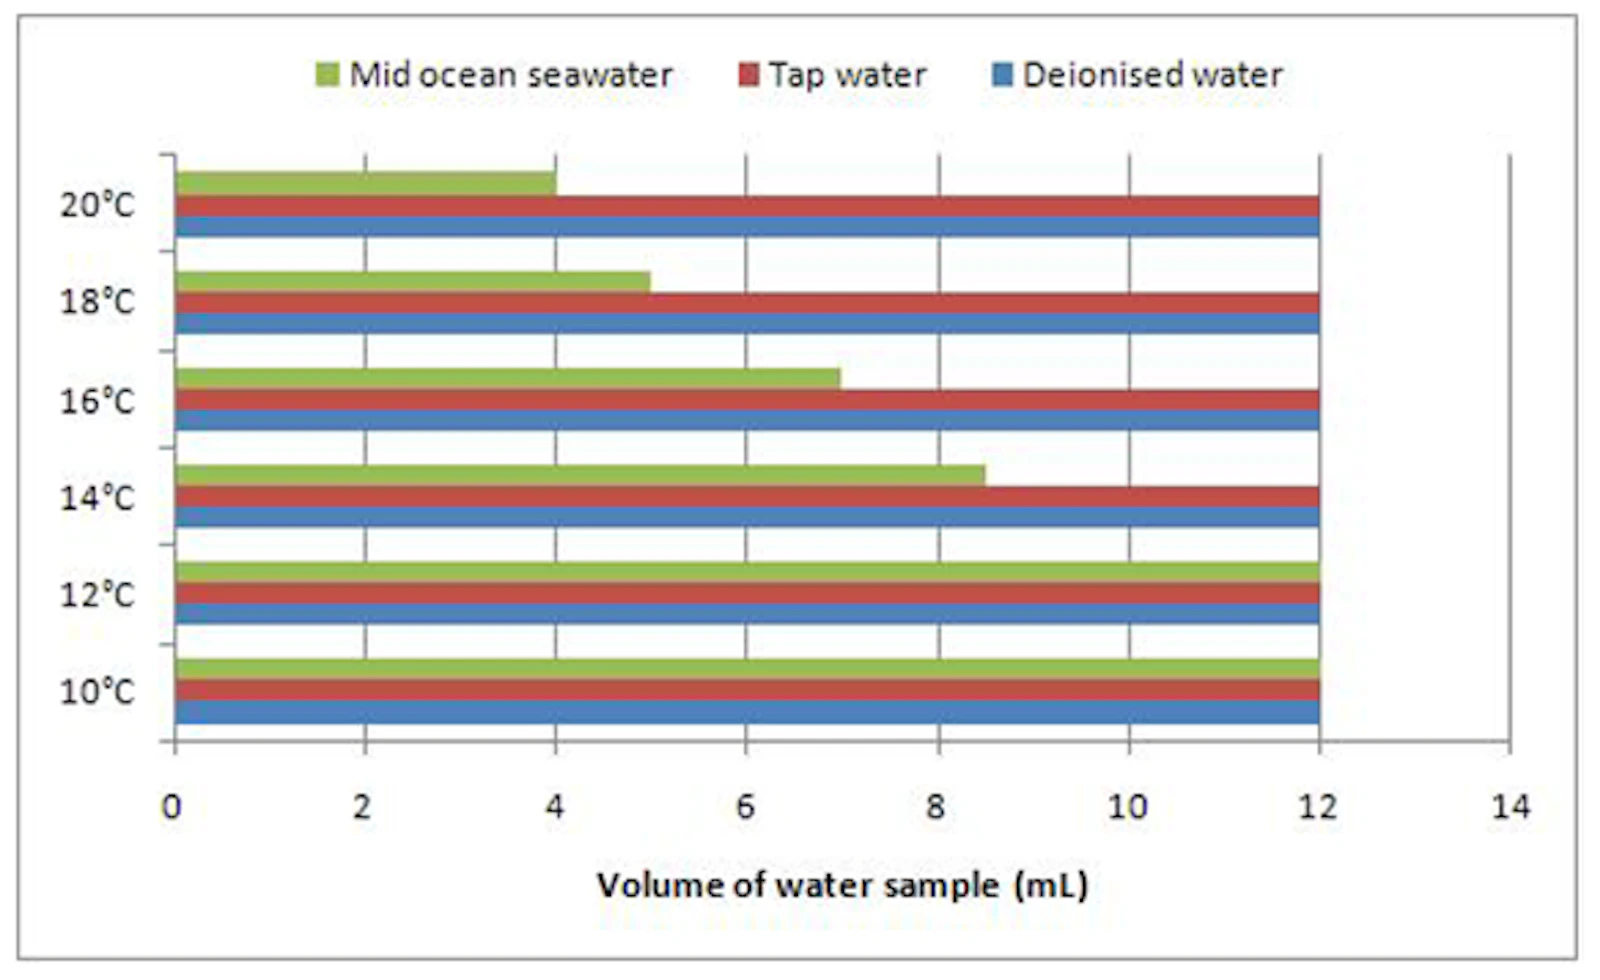 Mid ocean seawater Tap water Deionised water
20°C
18°C
16°C
14°C
12°C
10°C
0 2 4 6 8 10 12 14
Volume of water sample (mL)